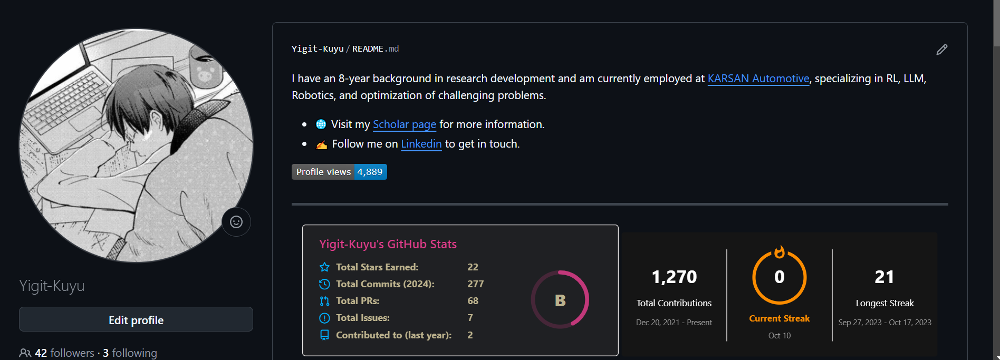 Yigit-Kuyu
Edit profile
42 followers · 3 following
Yigit-Kuyu / README.md
I have an 8-year background in research development and am currently employed at KARSAN Automotive, specializing in RL, LLM,
Robotics, and optimization of challenging problems.
Visit my Scholar page for more information.
Follow me on Linkedin to get in touch.
Profile views 4,889
Yigit-Kuyu's GitHub Stats
Total Stars Earned: 22
Total Commits (2024): 277
Total PRs: 68
Total Issues: 7
Contributed to (last year): 2
B
1,270
Total Contributions
Dec 20, 2021 - Present
0
Current Streak
Oct 10
21
Longest Streak
Sep 27, 2023 - Oct 17, 2023